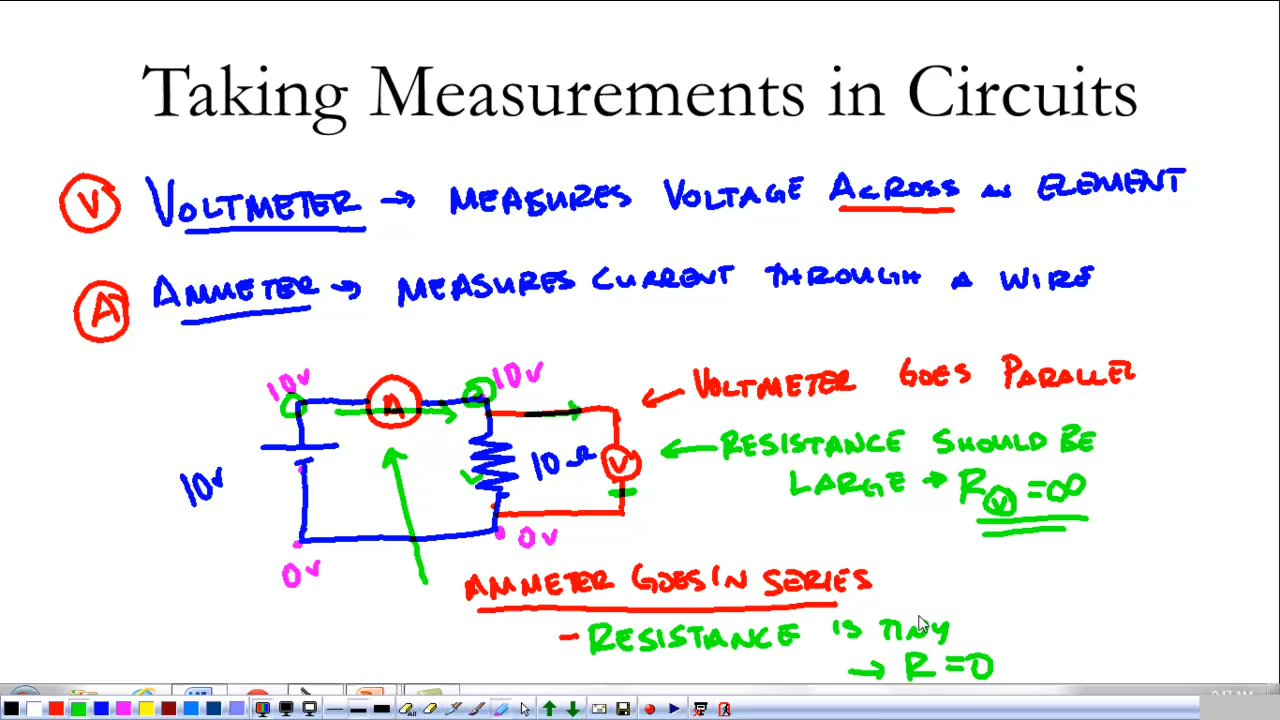 Taking Measurements in Circuits
V VOLTMETER → MEASURES VOLTAGE ACROSS AN ELEMENT
A AMMETER → MEASURES CURRENT THROUGH A WIRE
10v
10v
A
10v
10Ω
V
0v
0v
← VOLTMETER GOES PARALLEL
← RESISTANCE SHOULD BE
LARGE → RV = ∞
AMMETER GOES IN SERIES
- RESISTANCE IS TINY
→ R = 0